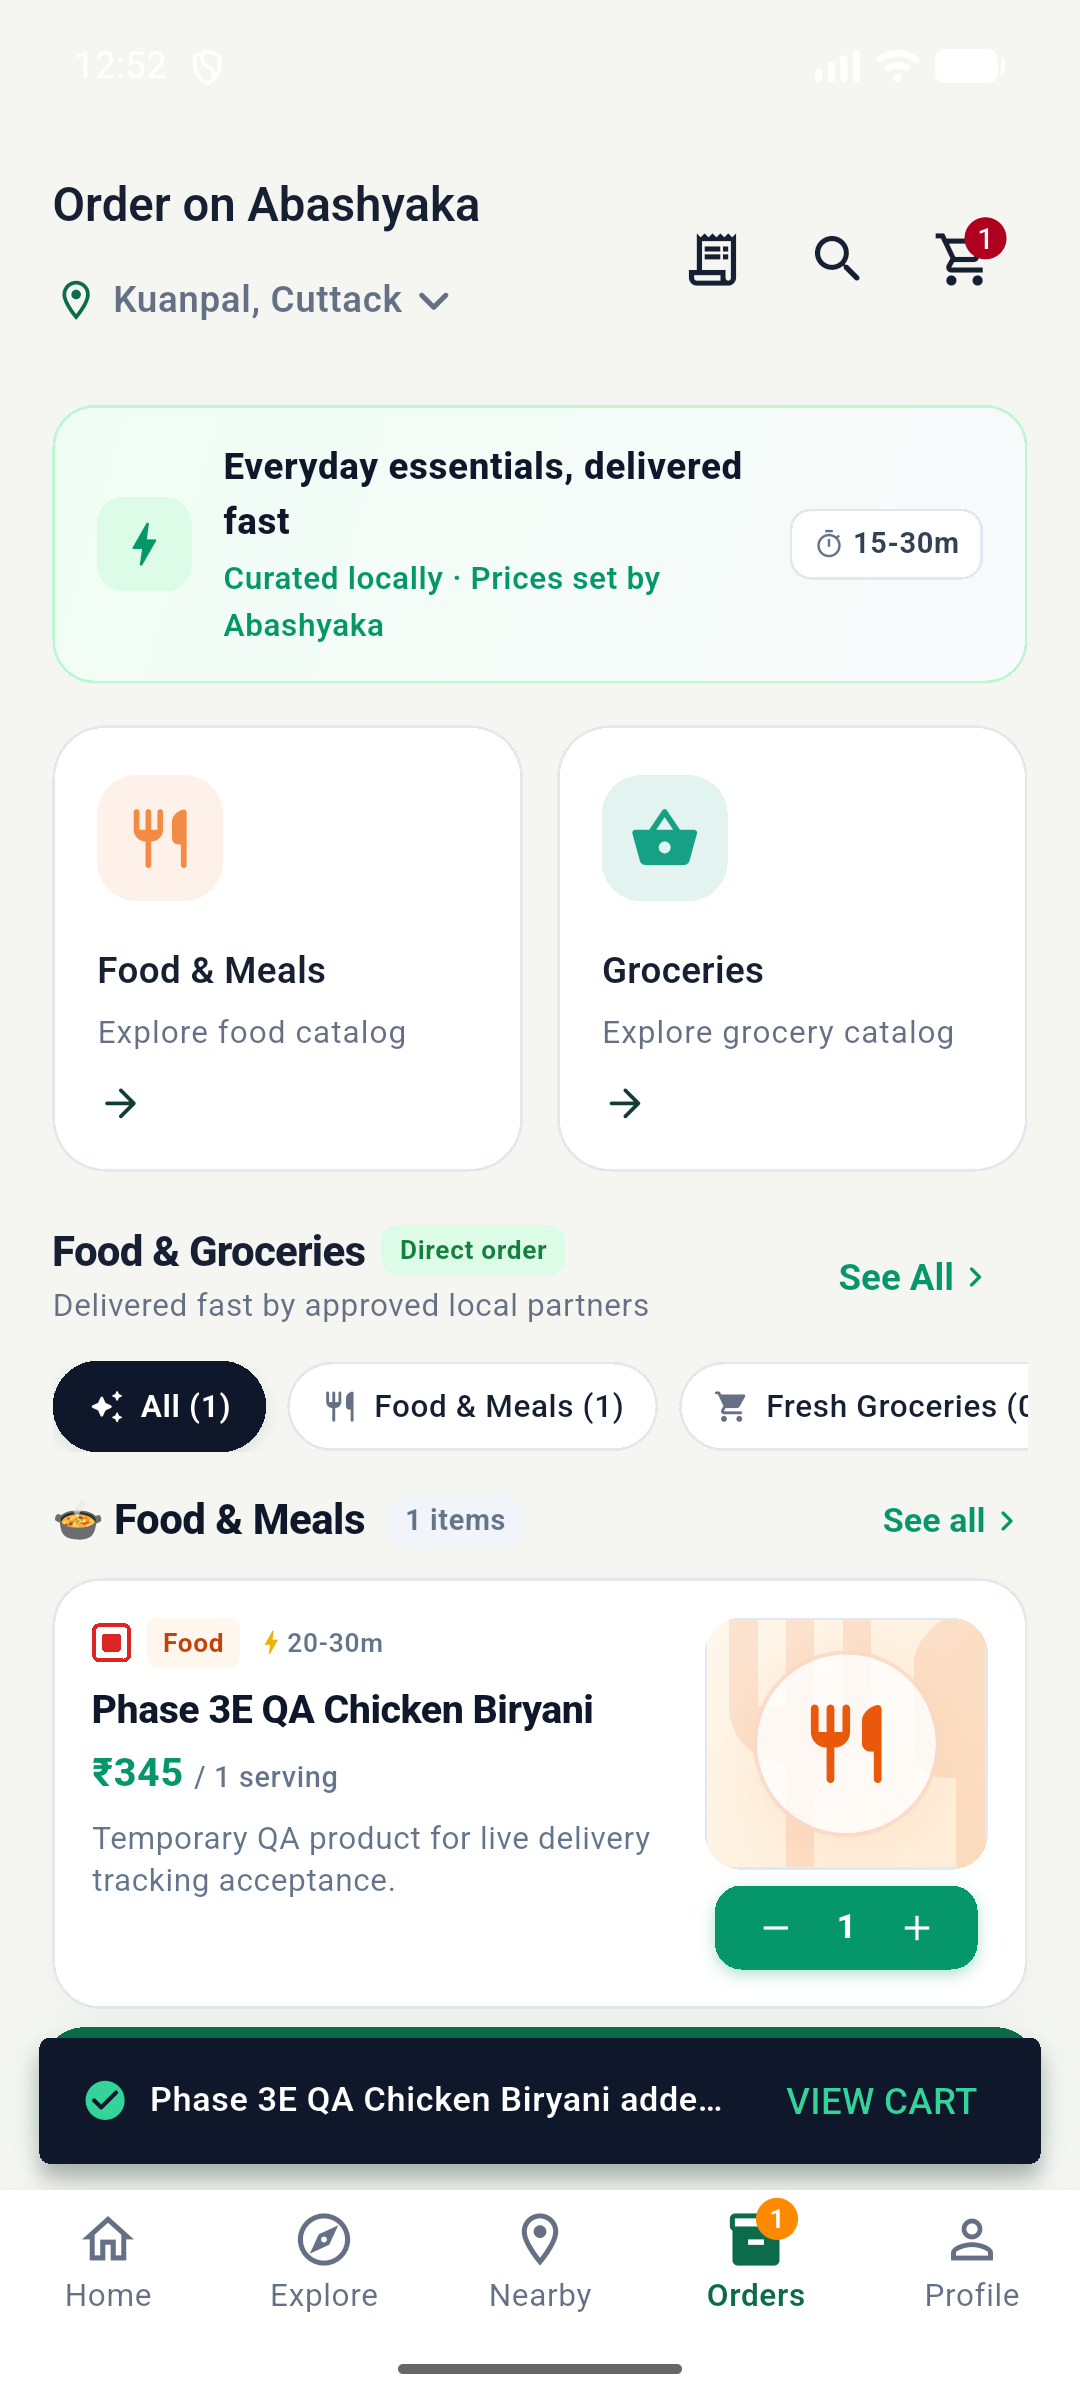 12:52
Order on Abashyaka
1
Kuanpal, Cuttack
Everyday essentials, delivered
fast
Curated locally · Prices set by
Abashyaka
15-30m
Food & Meals
Explore food catalog
Groceries
Explore grocery catalog
Food & Groceries
Direct order
Delivered fast by approved local partners
See All
All (1)
Food & Meals (1)
Fresh Groceries (0
Food & Meals
1 items
See all
Food
20-30m
Phase 3E QA Chicken Biryani
₹345 / 1 serving
Temporary QA product for live delivery
tracking acceptance.
1
Phase 3E QA Chicken Biryani adde...
VIEW CART
1
Home
Explore
Nearby
Orders
Profile